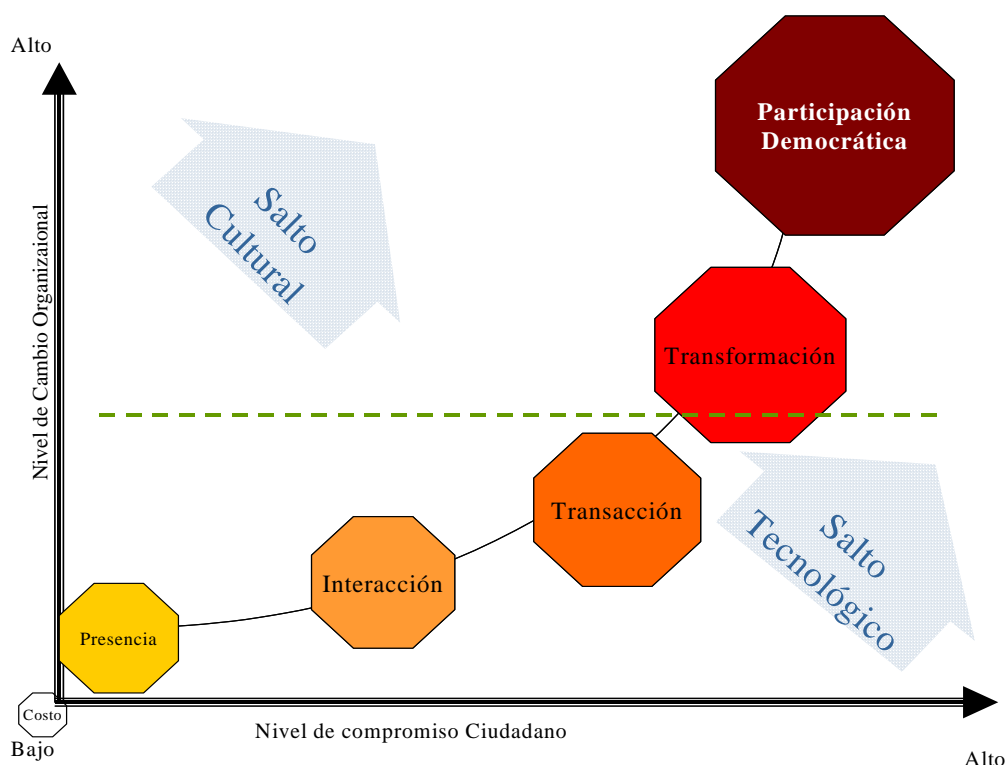 Alto
Participación
Democrática
Salto
Cultural
Nivel de Cambio Organizaional
Transformación
Transacción
Salto
Tecnológico
Interacción
Presencia
Costo
Bajo
Nivel de compromiso Ciudadano
Alto